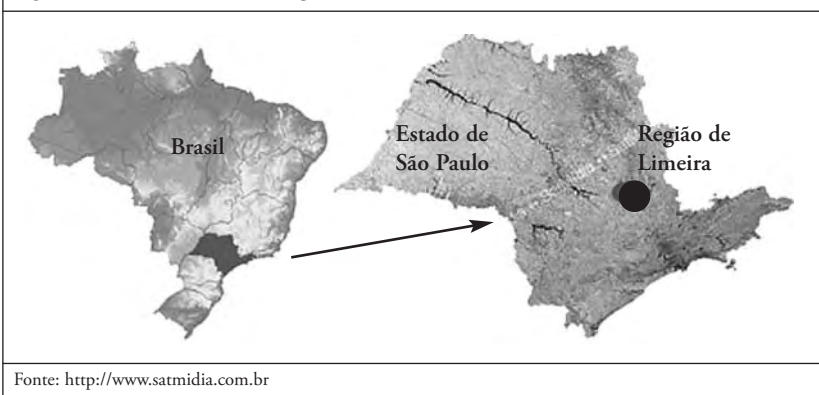 Brasil
Estado de
São Paulo
Região de
Limeira
Fonte: http://www.satmidia.com.br